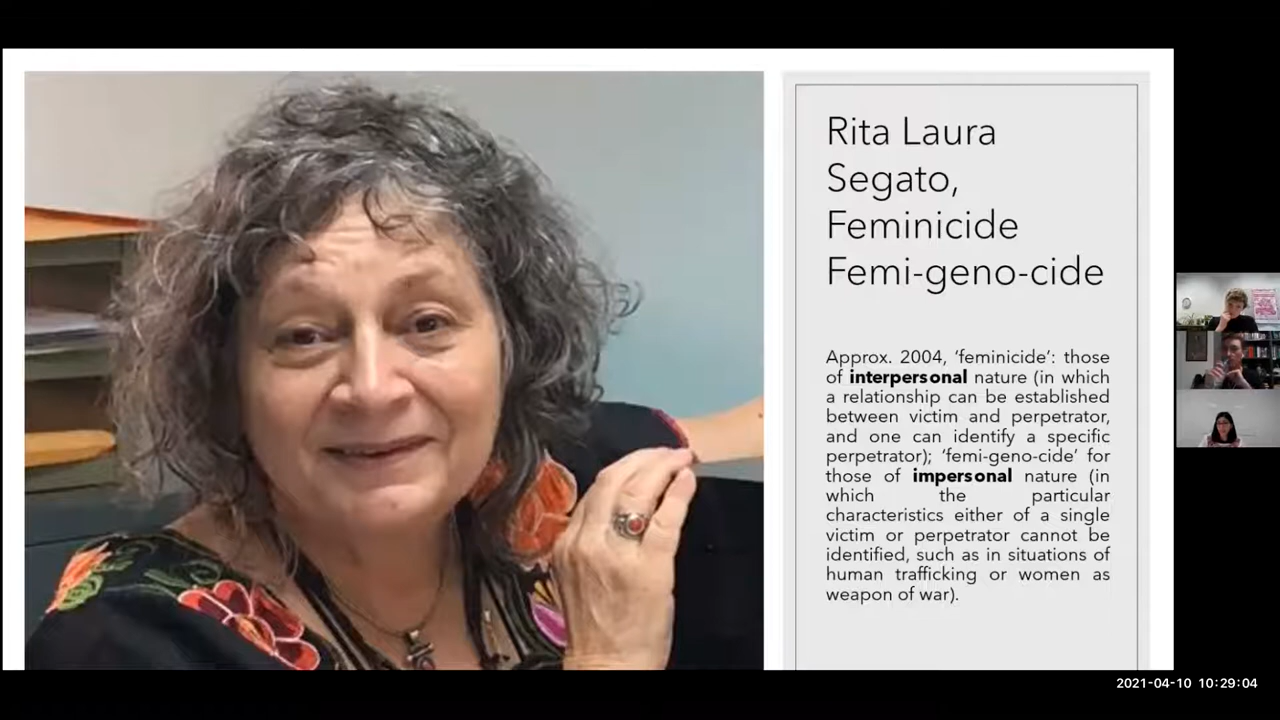 Rita Laura
Segato,
Feminicide
Femi-geno-cide
Approx. 2004, ‘feminicide’: those
of interpersonal nature (in which
a relationship can be established
between victim and perpetrator,
and one can identify a specific
perpetrator); ‘femi-geno-cide’ for
those of impersonal nature (in
which the particular
characteristics either of a single
victim or perpetrator cannot be
identified, such as in situations of
human trafficking or women as
weapon of war).
2021-04-10 10:29:04